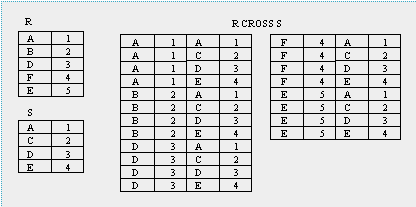 R
A 1
B 2
D 3
F 4
E 5
S
A 1
C 2
D 3
E 4
R CROSS S
A 1 A 1
A 1 C 2
A 1 D 3
A 1 E 4
B 2 A 1
B 2 C 2
B 2 D 3
B 2 E 4
D 3 A 1
D 3 C 2
D 3 D 3
D 3 E 4
F 4 A 1
F 4 C 2
F 4 D 3
F 4 E 4
E 5 A 1
E 5 C 2
E 5 D 3
E 5 E 4